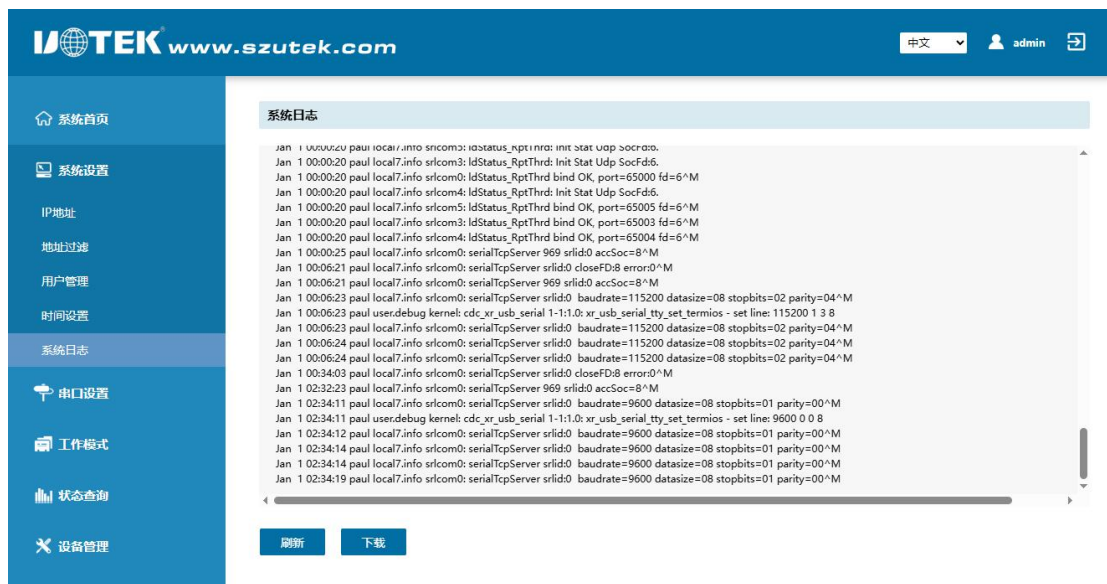 UTEK www.szutek.com
中文
admin
系统首页
系统设置
IP地址
地址过滤
用户管理
时间设置
系统日志
串口设置
工作模式
状态查询
设备管理
系统日志
Jan 1 00:00:20 paul local7.info srlcom5: ldStatus_RptThrd: Init Stat Udp SocFd:6.
Jan 1 00:00:20 paul local7.info srlcom3: ldStatus_RptThrd: Init Stat Udp SocFd:6.
Jan 1 00:00:20 paul local7.info srlcom0: ldStatus_RptThrd bind OK, port=65000 fd=6^M
Jan 1 00:00:20 paul local7.info srlcom4: ldStatus_RptThrd: Init Stat Udp SocFd:6.
Jan 1 00:00:20 paul local7.info srlcom5: ldStatus_RptThrd bind OK, port=65005 fd=6^M
Jan 1 00:00:20 paul local7.info srlcom3: ldStatus_RptThrd bind OK, port=65003 fd=6^M
Jan 1 00:00:20 paul local7.info srlcom4: ldStatus_RptThrd bind OK, port=65004 fd=6^M
Jan 1 00:00:25 paul local7.info srlcom0: serialTcpServer 969 srlid:0 accSoc=8^M
Jan 1 00:06:21 paul local7.info srlcom0: serialTcpServer srlid:0 closeFD:8 error:0^M
Jan 1 00:06:21 paul local7.info srlcom0: serialTcpServer 969 srlid:0 accSoc=8^M
Jan 1 00:06:23 paul local7.info srlcom0: serialTcpServer srlid:0 baudrate=115200 datasize=08 stopbits=02 parity=04^M
Jan 1 00:06:23 paul user.debug kernel: cdc_xr_usb_serial 1-1:1.0: xr_usb_serial_tty_set_termios - set line: 115200 1 3 8
Jan 1 00:06:23 paul local7.info srlcom0: serialTcpServer srlid:0 baudrate=115200 datasize=08 stopbits=02 parity=04^M
Jan 1 00:06:24 paul local7.info srlcom0: serialTcpServer srlid:0 baudrate=115200 datasize=08 stopbits=02 parity=04^M
Jan 1 00:06:24 paul local7.info srlcom0: serialTcpServer srlid:0 baudrate=115200 datasize=08 stopbits=02 parity=04^M
Jan 1 00:34:03 paul local7.info srlcom0: serialTcpServer srlid:0 closeFD:8 error:0^M
Jan 1 02:32:23 paul local7.info srlcom0: serialTcpServer 969 srlid:0 accSoc=8^M
Jan 1 02:34:11 paul local7.info srlcom0: serialTcpServer srlid:0 baudrate=9600 datasize=08 stopbits=01 parity=00^M
Jan 1 02:34:11 paul user.debug kernel: cdc_xr_usb_serial 1-1:1.0: xr_usb_serial_tty_set_termios - set line: 9600 0 0 8
Jan 1 02:34:12 paul local7.info srlcom0: serialTcpServer srlid:0 baudrate=9600 datasize=08 stopbits=01 parity=00^M
Jan 1 02:34:14 paul local7.info srlcom0: serialTcpServer srlid:0 baudrate=9600 datasize=08 stopbits=01 parity=00^M
Jan 1 02:34:14 paul local7.info srlcom0: serialTcpServer srlid:0 baudrate=9600 datasize=08 stopbits=01 parity=00^M
Jan 1 02:34:19 paul local7.info srlcom0: serialTcpServer srlid:0 baudrate=9600 datasize=08 stopbits=01 parity=00^M
刷新
下载